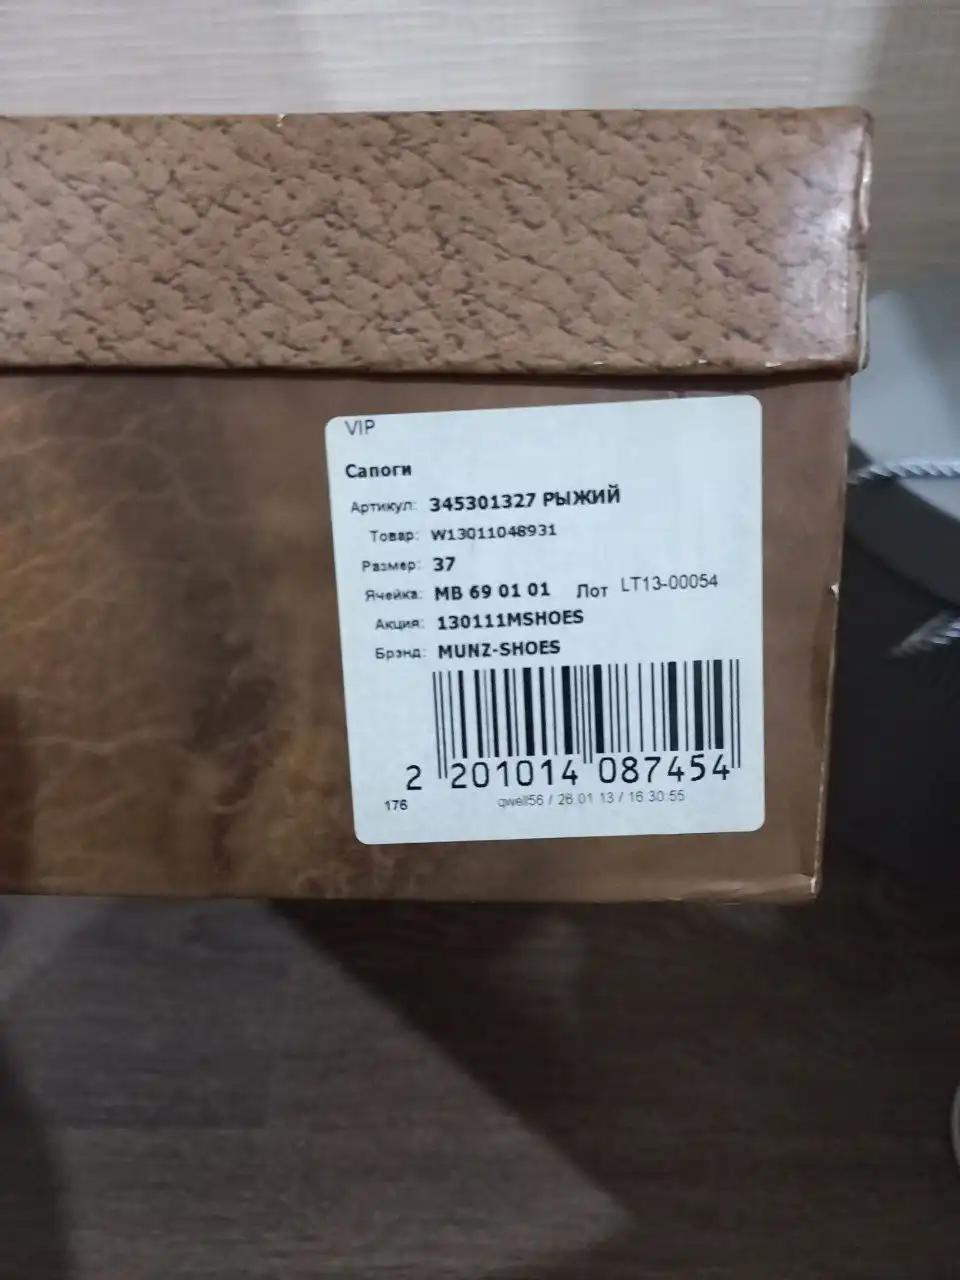 VIP
Сапоги
Артикул: 345301327 РЫЖИЙ
Товар: W13011048931
Размер: 37
Ячейка: MB 69 01 01 Лот LT13-00054
Акция: 130111MSHOES
Брэнд: MUNZ-SHOES
2 201014 087454
176 qwell56 / 26 01 13 / 16 30:55